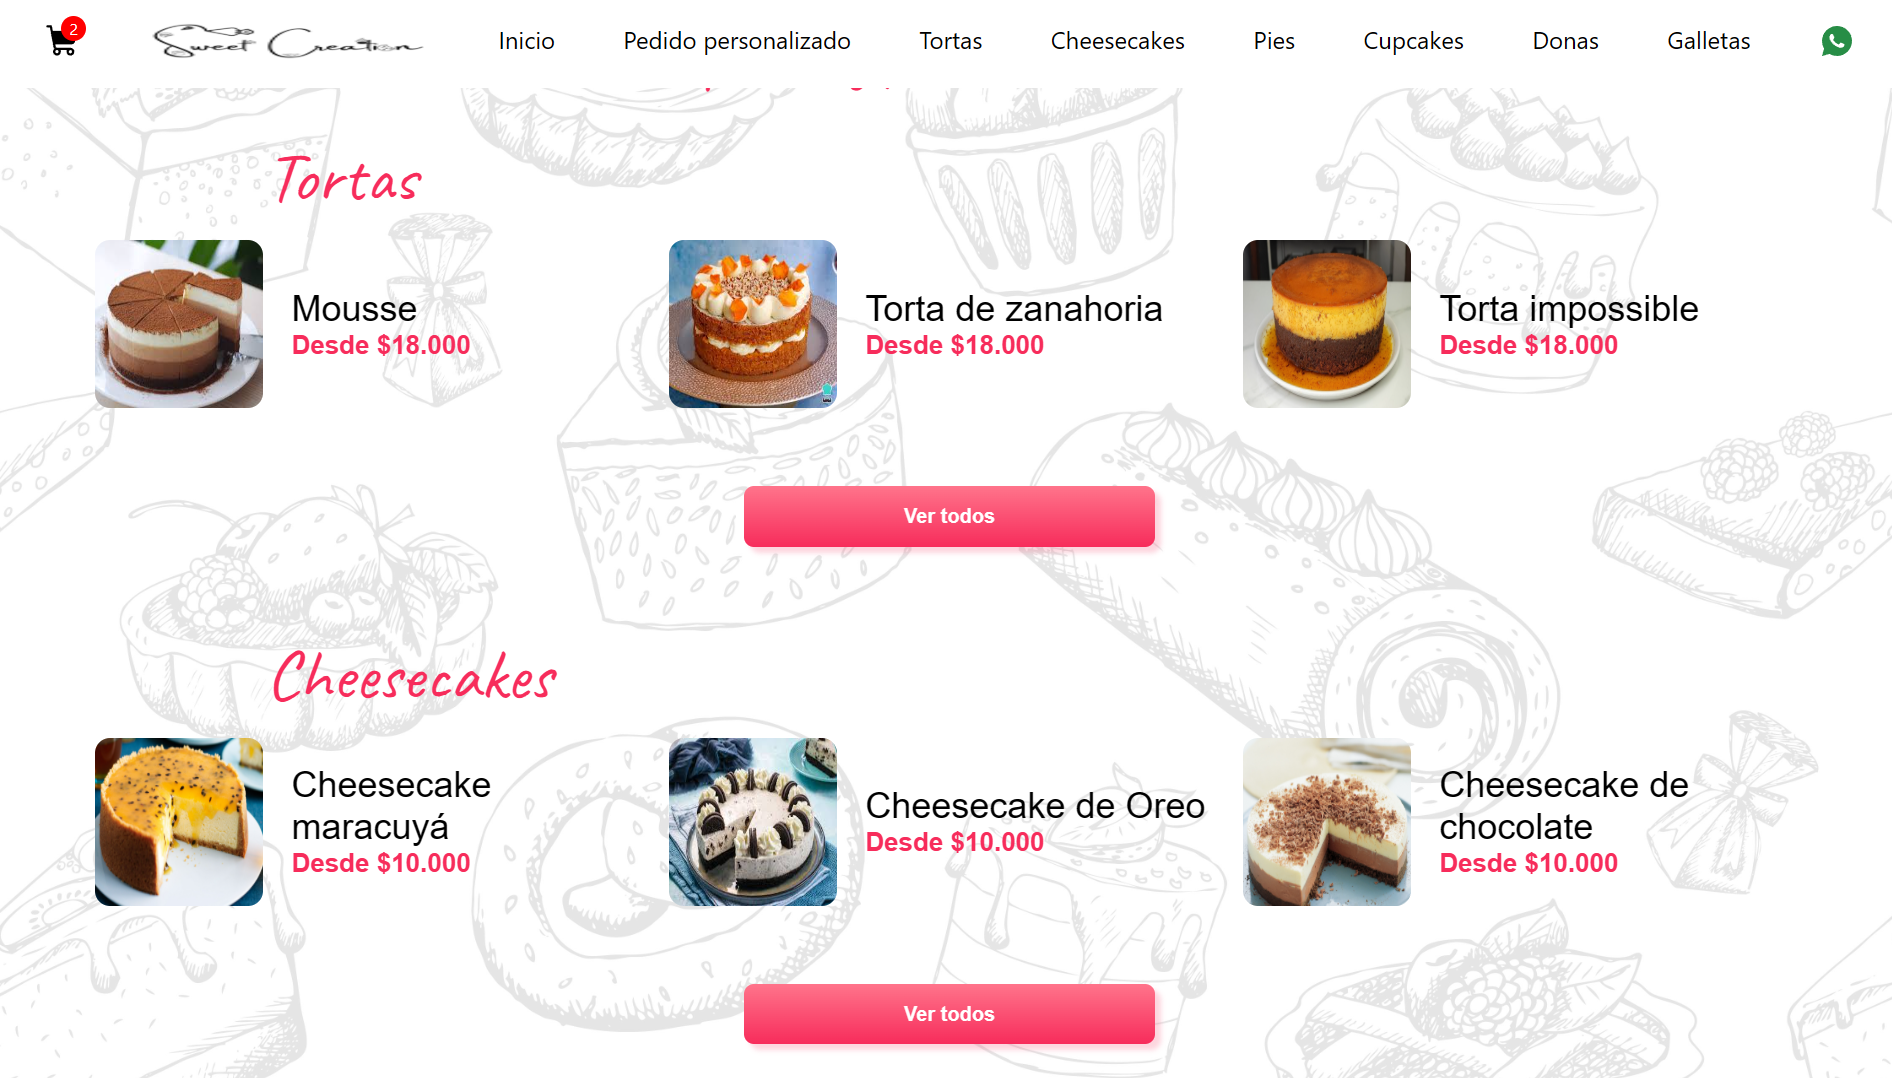 2
Sweet Creation
Inicio
Pedido personalizado
Tortas
Cheesecakes
Pies
Cupcakes
Donas
Galletas
Tortas
Mousse
Desde $18.000
Torta de zanahoria
Desde $18.000
Torta impossible
Desde $18.000
Ver todos
Cheesecakes
Cheesecake
maracuyá
Desde $10.000
Cheesecake de Oreo
Desde $10.000
Cheesecake de
chocolate
Desde $10.000
Ver todos